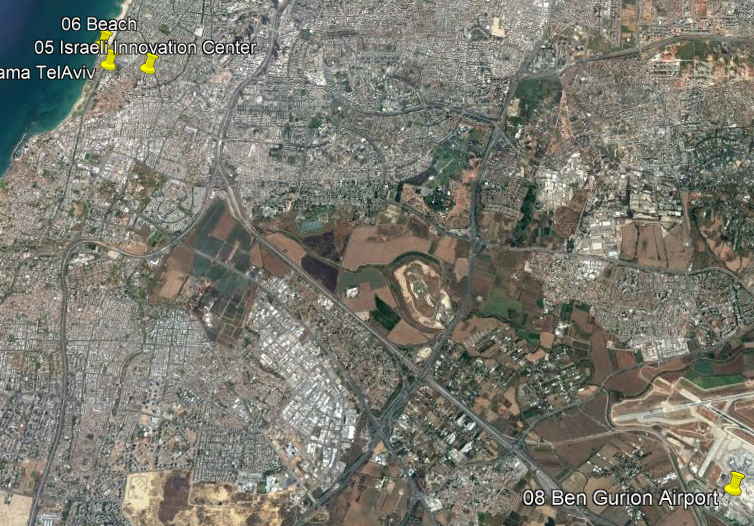 06 Beach
05 Israeli Innovation Center
ama TelAviv
08 Ben Gurion Airport